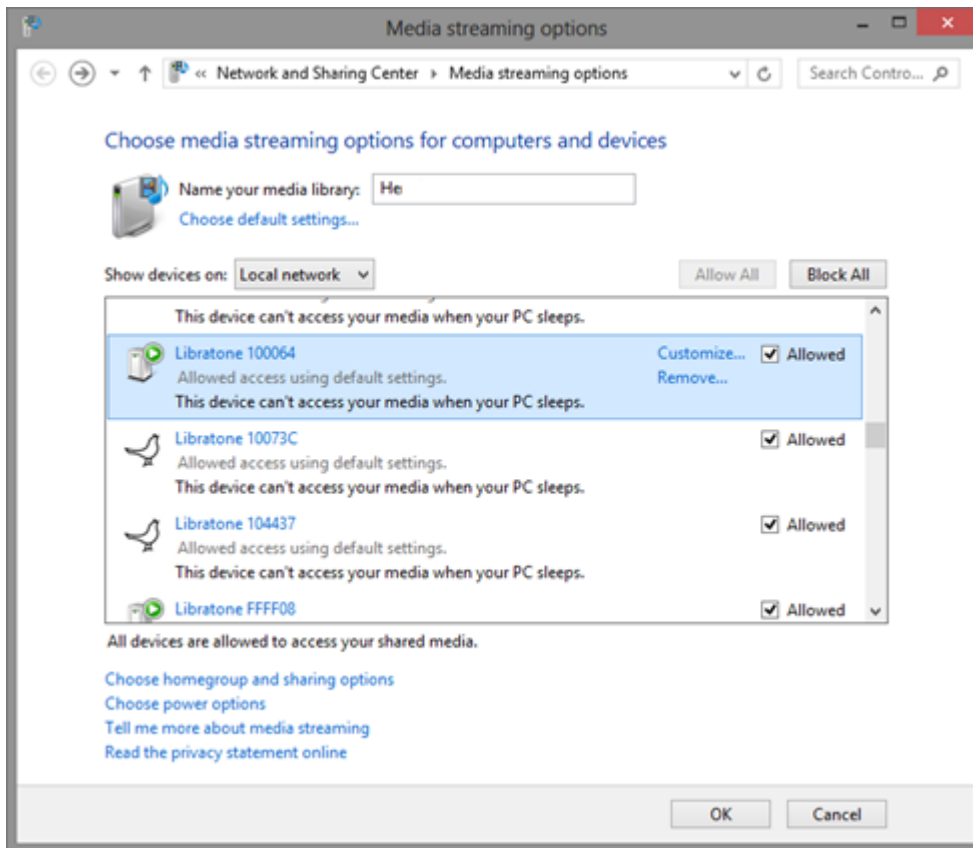 Media streaming options
« Network and Sharing Center ▸ Media streaming options
Search Contro...
Choose media streaming options for computers and devices
Name your media library: He
Choose default settings...
Show devices on: Local network
Allow All Block All
This device can't access your media when your PC sleeps.
Libratone 100064 Customize... Allowed
Allowed access using default settings. Remove...
This device can't access your media when your PC sleeps.
Libratone 10073C Allowed
Allowed access using default settings.
This device can't access your media when your PC sleeps.
Libratone 104437 Allowed
Allowed access using default settings.
This device can't access your media when your PC sleeps.
Libratone FFFF08 Allowed
All devices are allowed to access your shared media.
Choose homegroup and sharing options
Choose power options
Tell me more about media streaming
Read the privacy statement online
OK Cancel